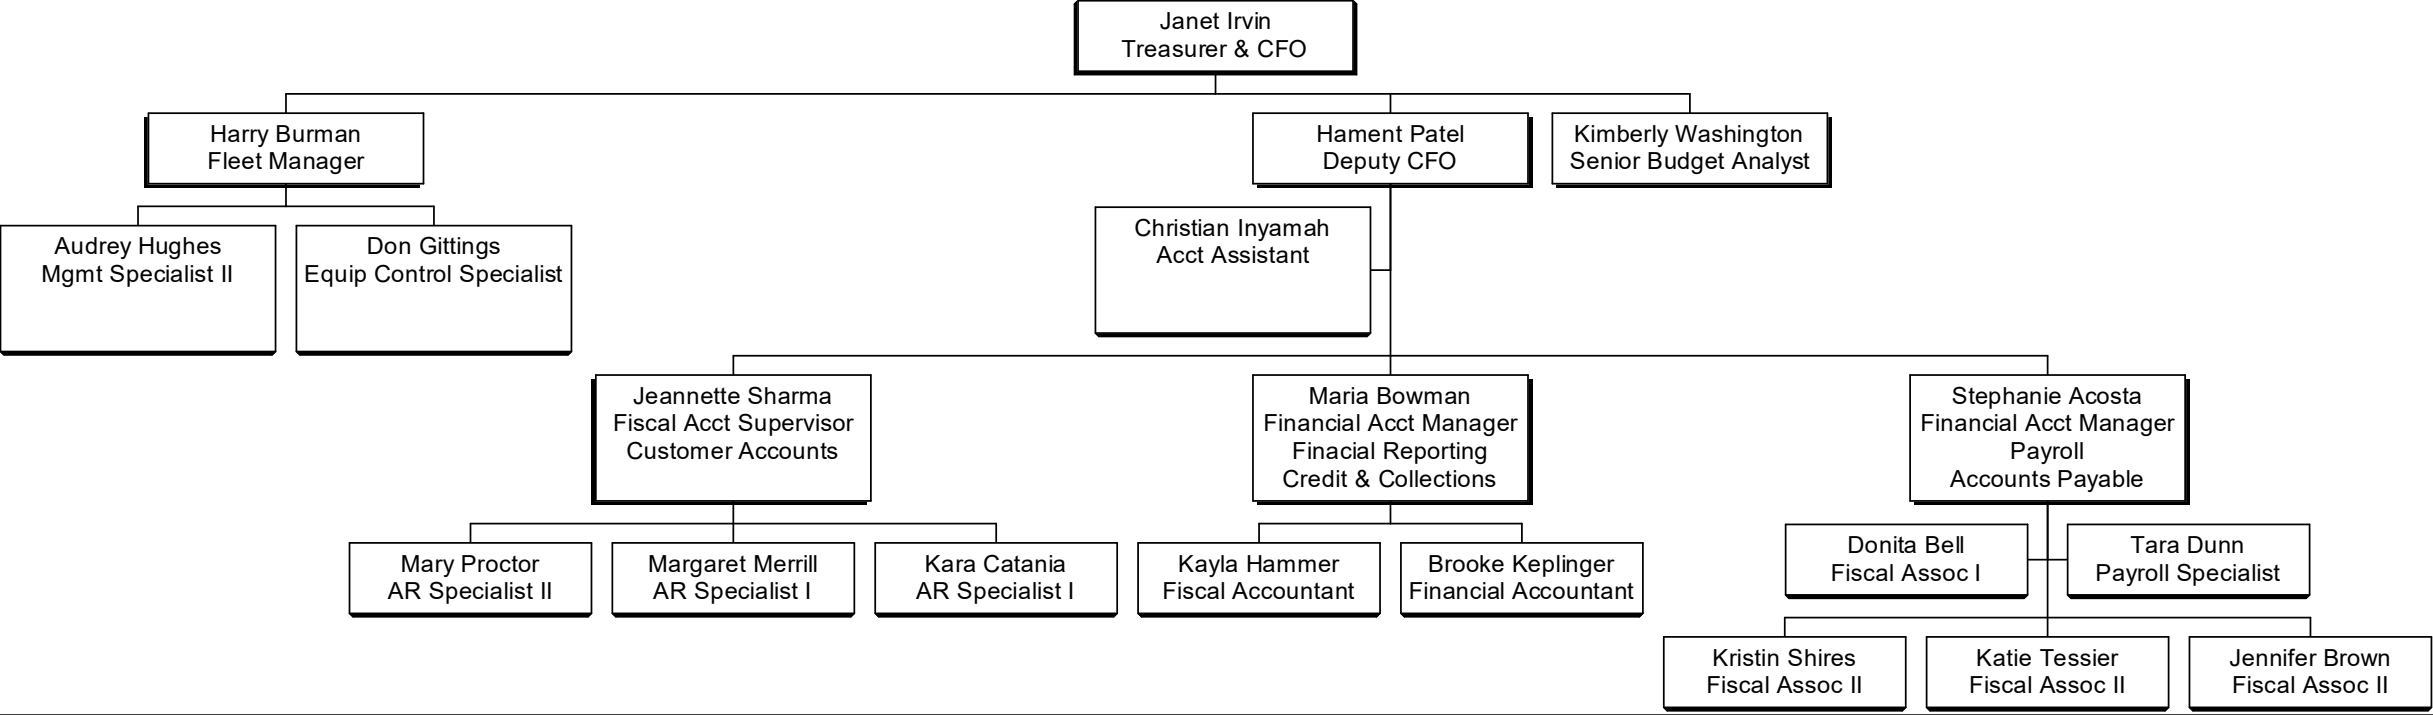 Janet Irvin
Treasurer & CFO
Harry Burman
Fleet Manager
Hament Patel
Deputy CFO
Kimberly Washington
Senior Budget Analyst
Audrey Hughes
Mgmt Specialist II
Don Gittings
Equip Control Specialist
Christian Inyamah
Acct Assistant
Jeannette Sharma
Fiscal Acct Supervisor
Customer Accounts
Maria Bowman
Financial Acct Manager
Finacial Reporting
Credit & Collections
Stephanie Acosta
Financial Acct Manager
Payroll
Accounts Payable
Mary Proctor
AR Specialist II
Margaret Merrill
AR Specialist I
Kara Catania
AR Specialist I
Kayla Hammer
Fiscal Accountant
Brooke Keplinger
Financial Accountant
Donita Bell
Fiscal Assoc I
Tara Dunn
Payroll Specialist
Kristin Shires
Fiscal Assoc II
Katie Tessier
Fiscal Assoc II
Jennifer Brown
Fiscal Assoc II